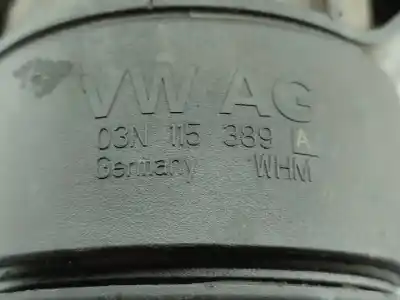 VW AG
03N 115 389 A
Germany WHM